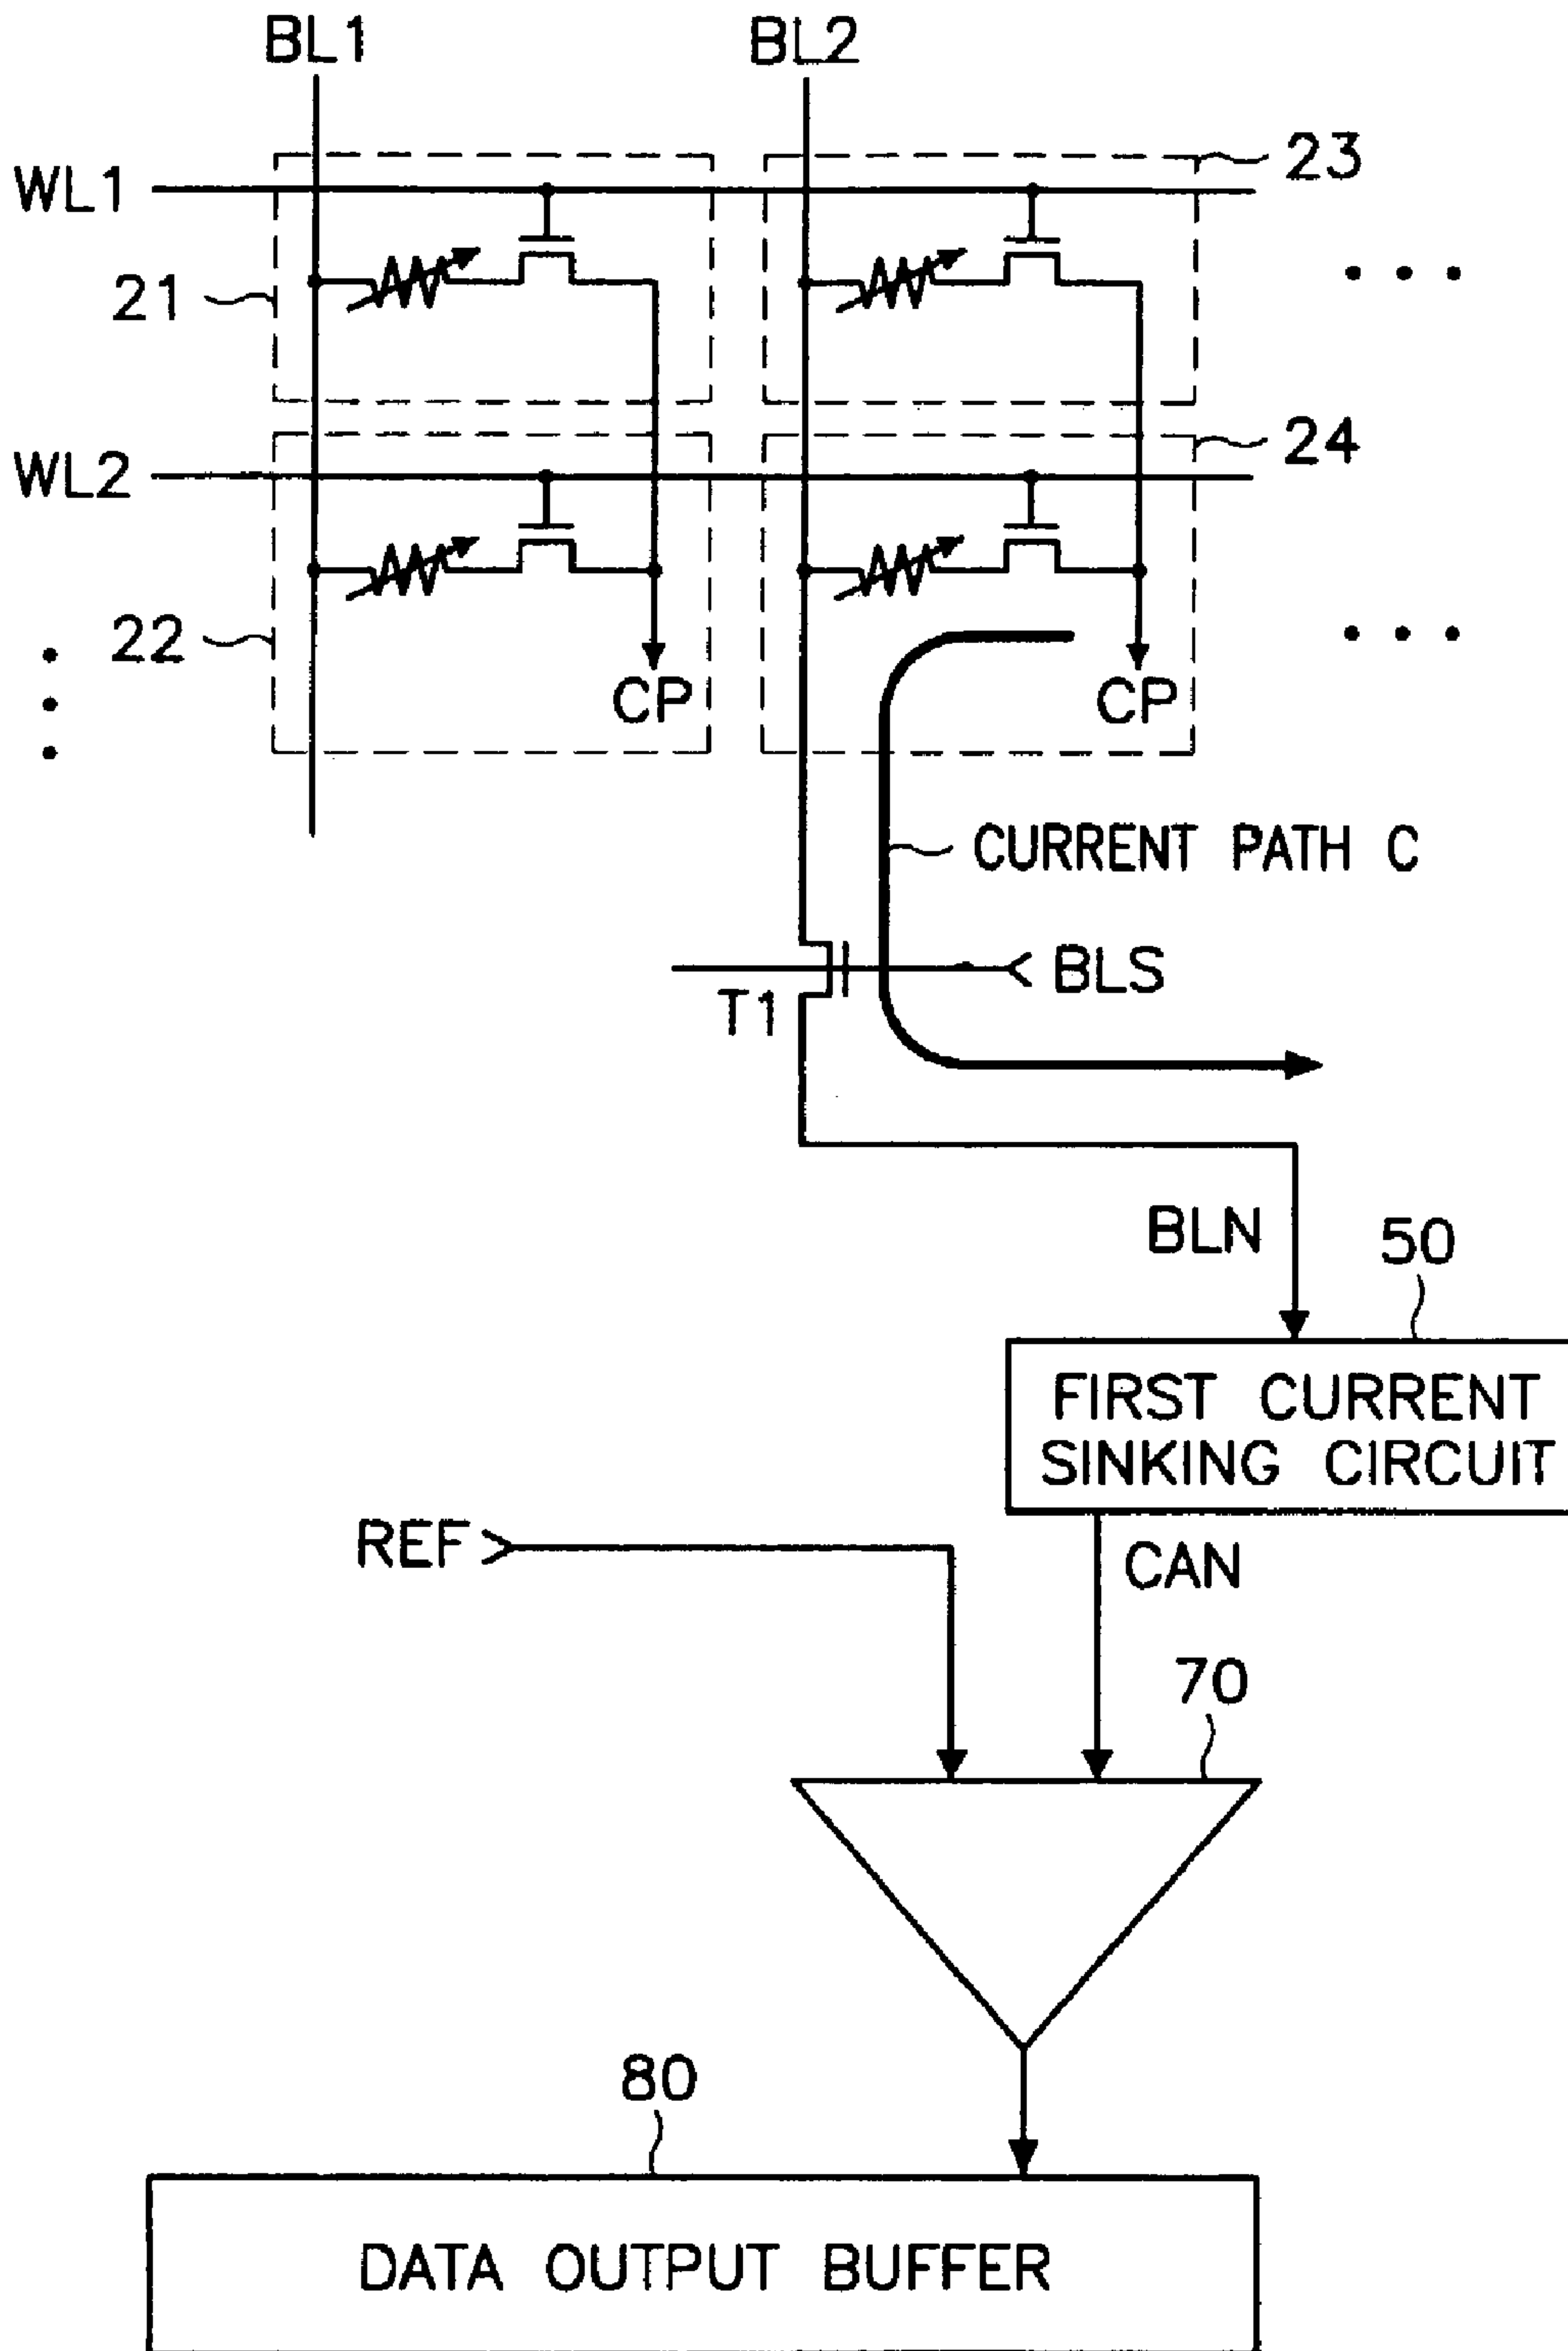 BL1
BL2
WL1
23
21
WL2
24
22
CP
CP
CURRENT PATH C
BLS
T1
BLN
50
FIRST CURRENT
SINKING CIRCUIT
REF
CAN
70
80
DATA OUTPUT BUFFER